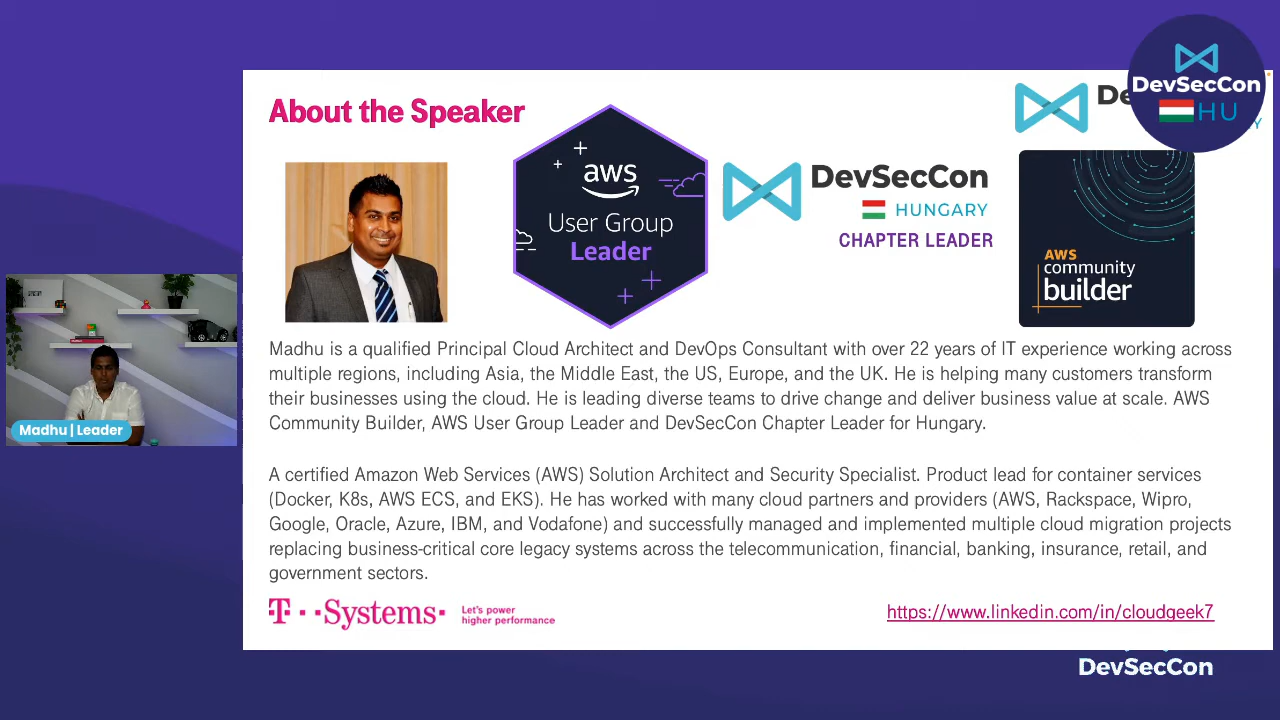 About the Speaker
aws
User Group
Leader
DevSecCon
HUNGARY
CHAPTER LEADER
DevSecCon
HU
AWS
community
builder
Madhu is a qualified Principal Cloud Architect and DevOps Consultant with over 22 years of IT experience working across
multiple regions, including Asia, the Middle East, the US, Europe, and the UK. He is helping many customers transform
their businesses using the cloud. He is leading diverse teams to drive change and deliver business value at scale. AWS
Community Builder, AWS User Group Leader and DevSecCon Chapter Leader for Hungary.
A certified Amazon Web Services (AWS) Solution Architect and Security Specialist. Product lead for container services
(Docker, K8s, AWS ECS, and EKS). He has worked with many cloud partners and providers (AWS, Rackspace, Wipro,
Google, Oracle, Azure, IBM, and Vodafone) and successfully managed and implemented multiple cloud migration projects
replacing business-critical core legacy systems across the telecommunication, financial, banking, insurance, retail, and
government sectors.
Madhu | Leader
T · · Systems ·
Let's power
higher performance
https://www.linkedin.com/in/cloudgeek7
DevSecCon